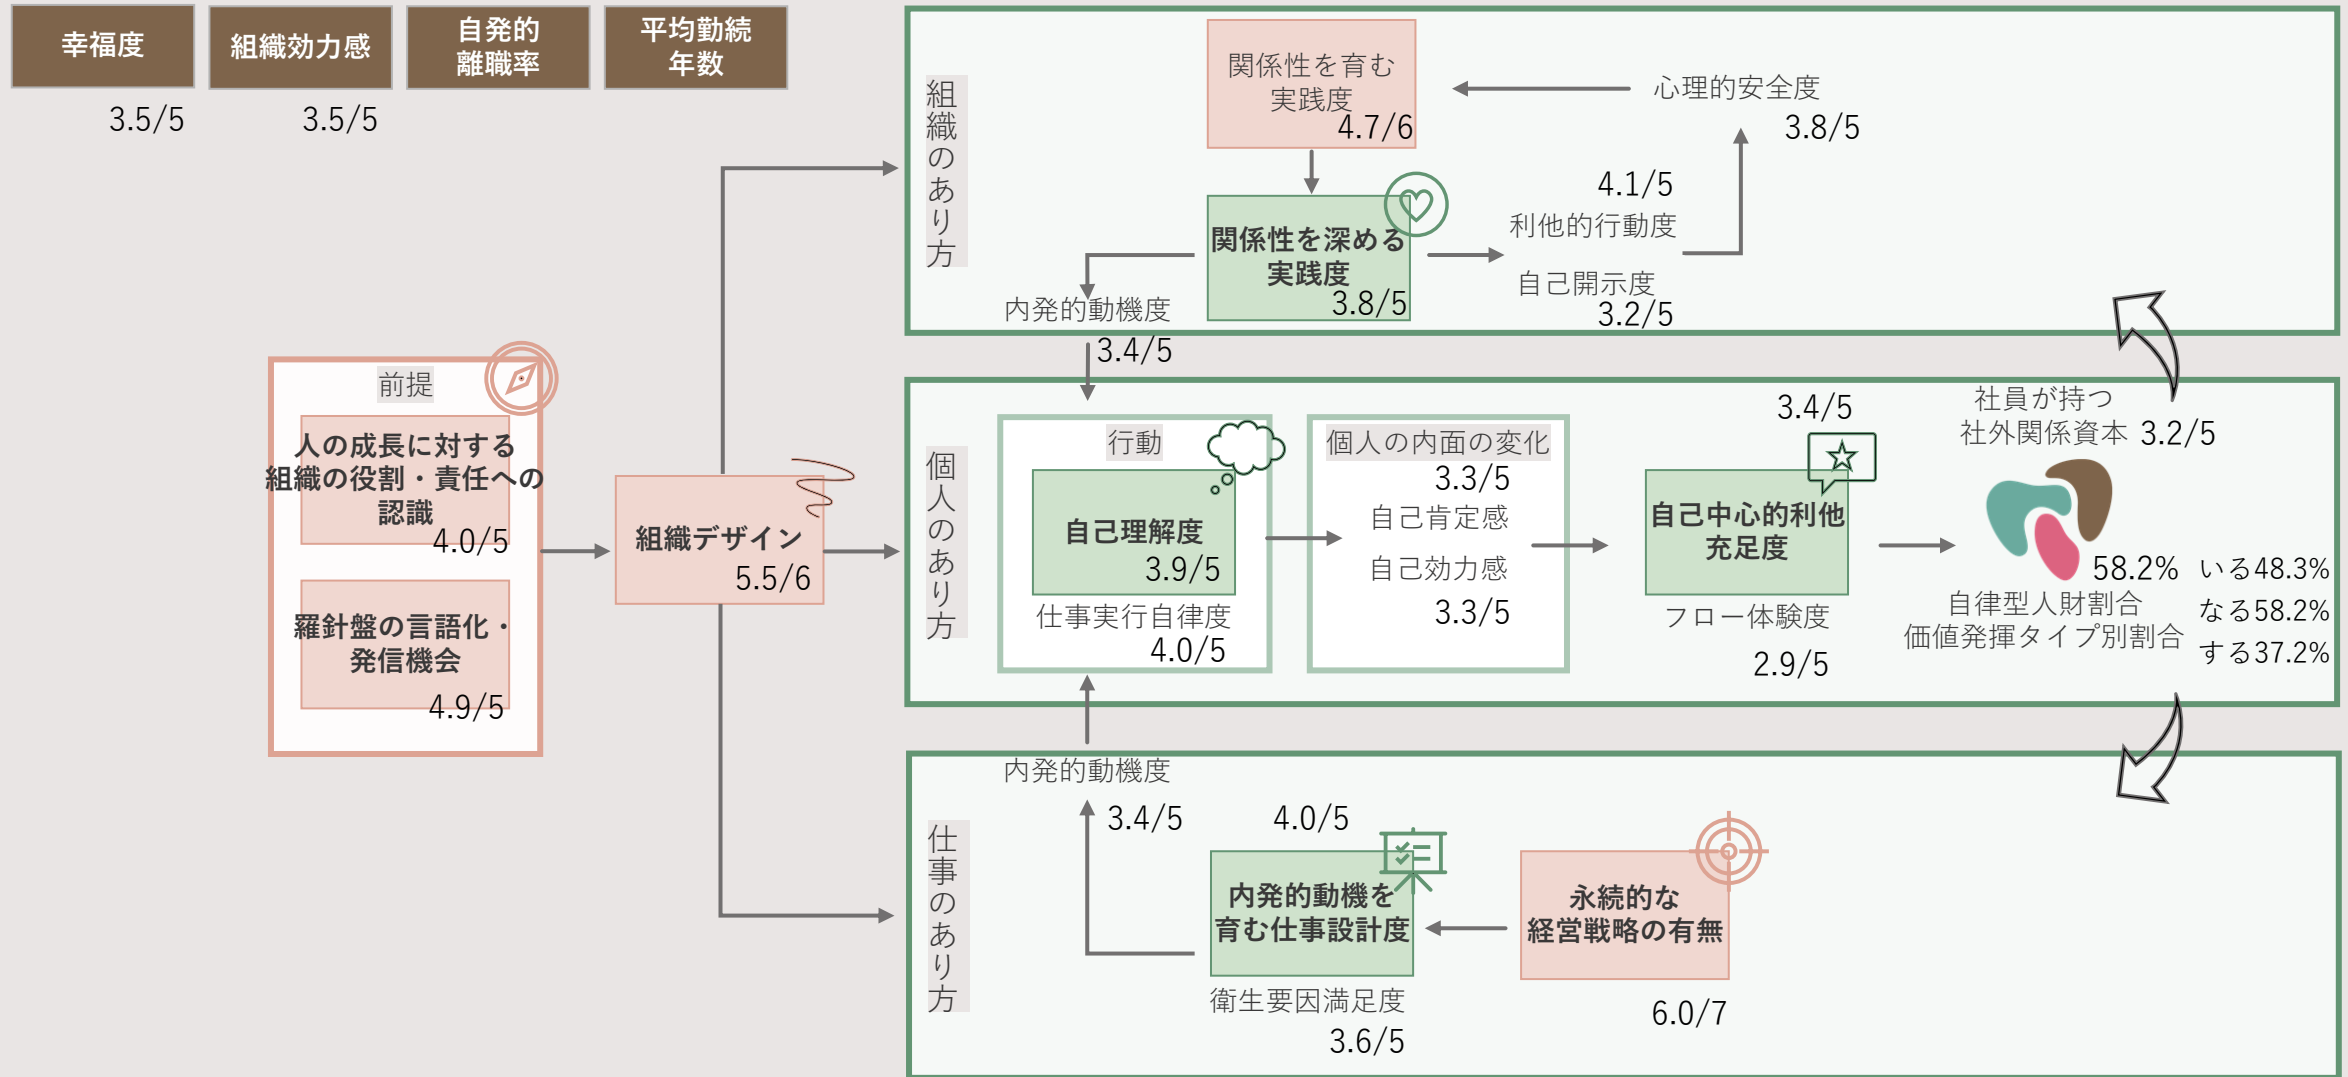 幸福度
3.5/5
組織効力感
3.5/5
自発的
離職率
平均勤続
年数
前提
人の成長に対する
組織の役割・責任への
認識
4.0/5
羅針盤の言語化・
発信機会
4.9/5
組織デザイン
5.5/6
組織のあり方
関係性を育む
実践度
4.7/6
心理的安全度
3.8/5
関係性を深める
実践度
3.8/5
4.1/5
利他的行動度
自己開示度
3.2/5
内発的動機度
3.4/5
個人のあり方
行動
自己理解度
3.9/5
仕事実行自律度
4.0/5
個人の内面の変化
3.3/5
自己肯定感
自己効力感
3.3/5
3.4/5
自己中心的利他
充足度
フロー体験度
2.9/5
社員が持つ
社外関係資本 3.2/5
58.2%
自律型人財割合
価値発揮タイプ別割合
いる48.3%
なる58.2%
する37.2%
仕事のあり方
内発的動機度
3.4/5
4.0/5
内発的動機を
育む仕事設計度
衛生要因満足度
3.6/5
永続的な
経営戦略の有無
6.0/7